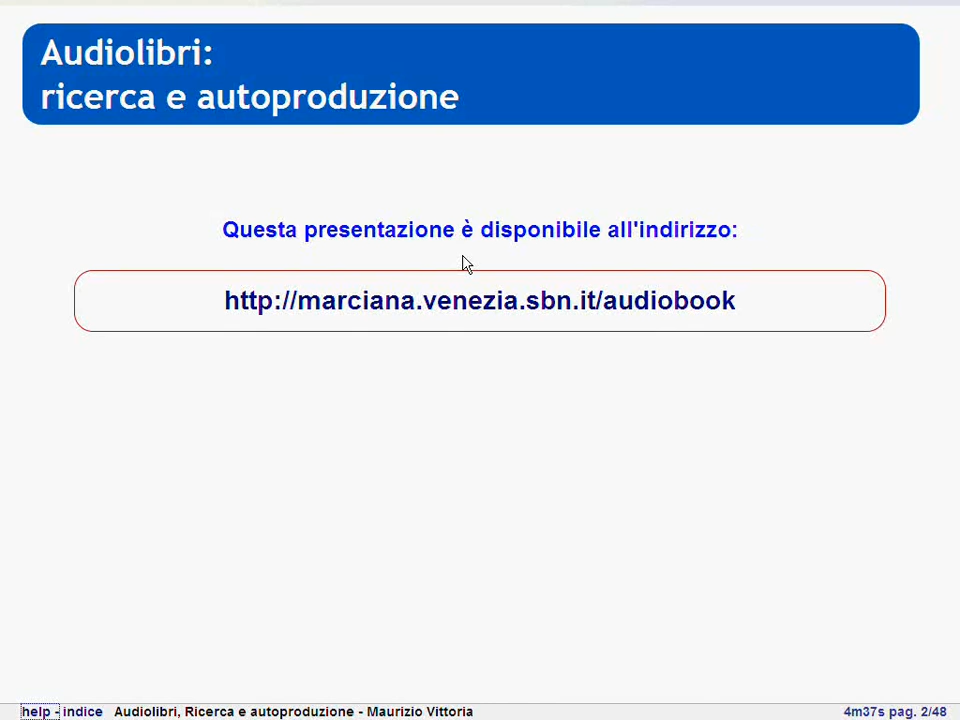 Audiolibri:
ricerca e autoproduzione
Questa presentazione è disponibile all'indirizzo:
http://marciana.venezia.sbn.it/audiobook
help - indice Audiolibri, Ricerca e autoproduzione - Maurizio Vittoria 4m37s pag. 2/48